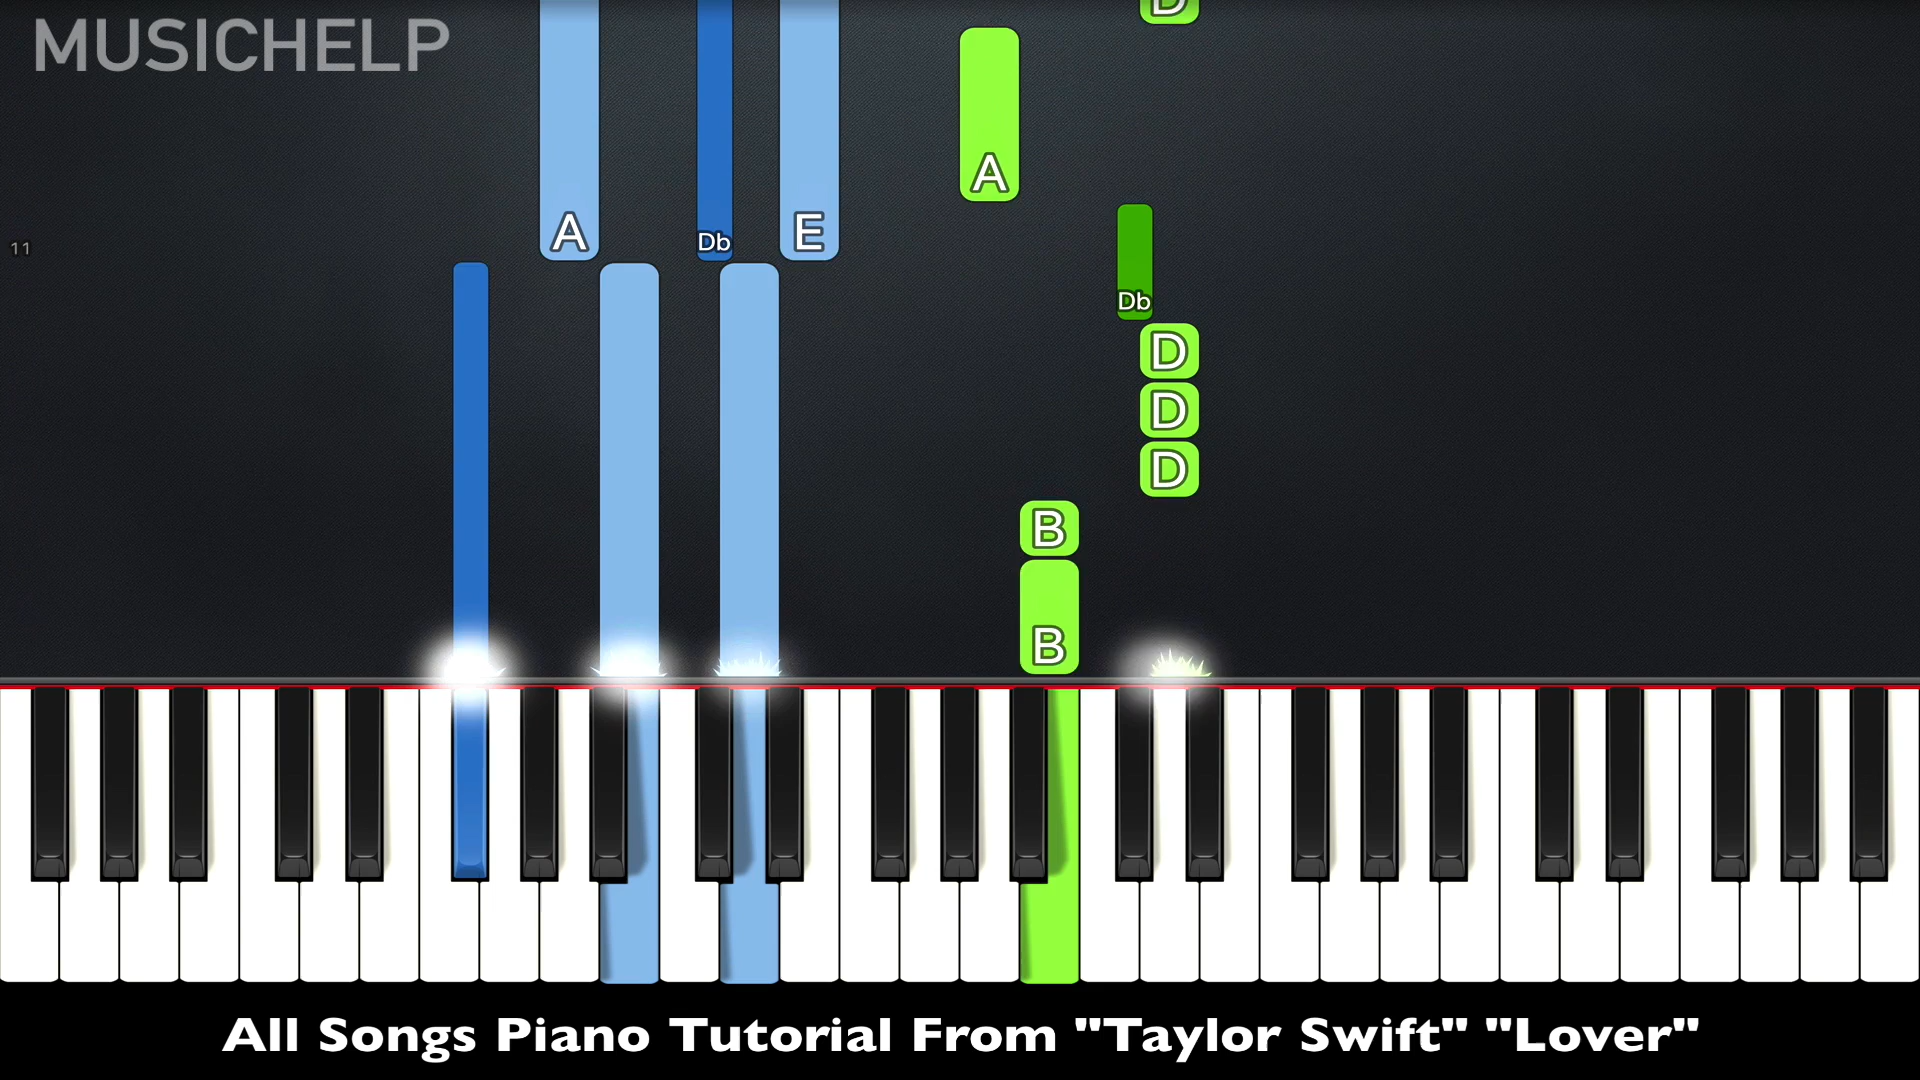 MUSICHELP
D
A
A
Db
E
11
Db
D
D
D
B
B
All Songs Piano Tutorial From "Taylor Swift" "Lover"